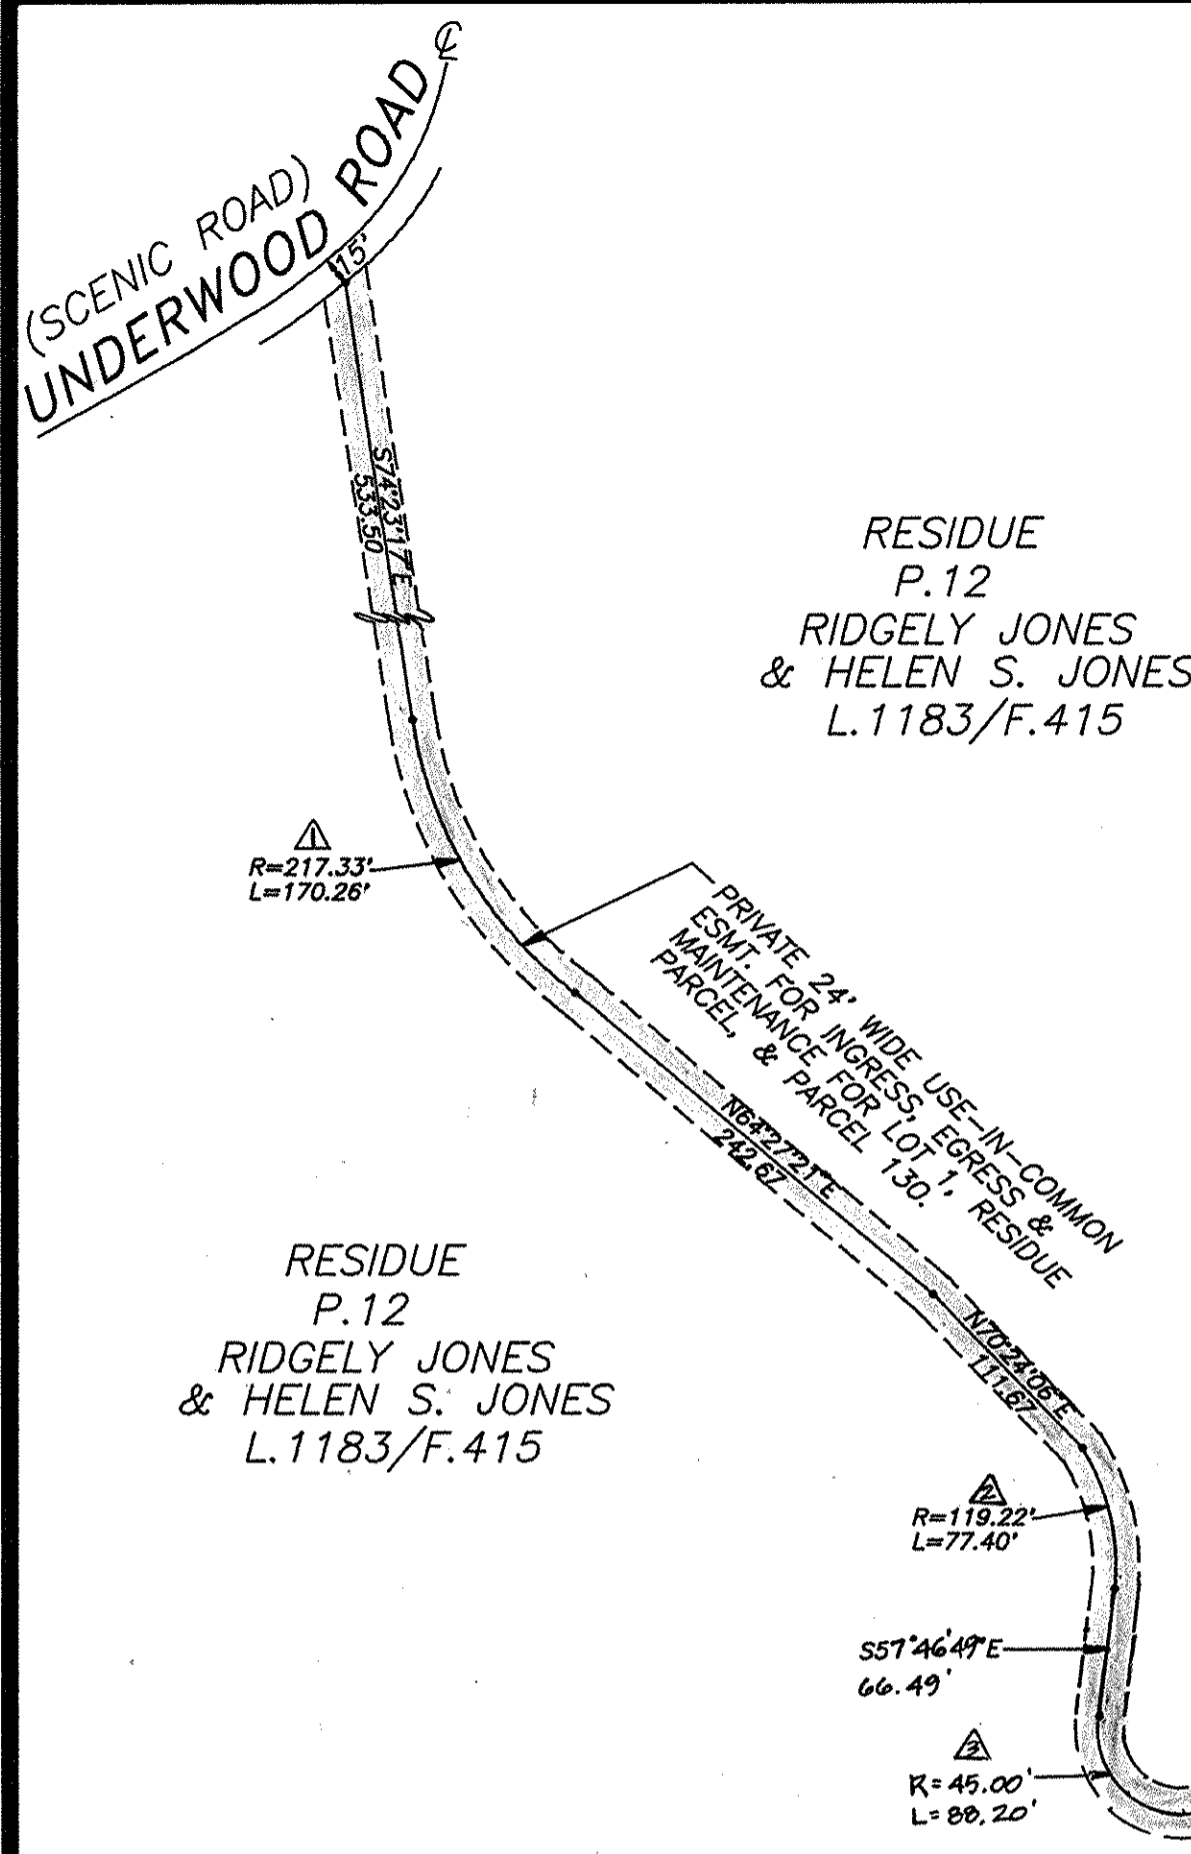 ℄
(SCENIC ROAD)
UNDERWOOD ROAD
15'
S74°23'17"E
533.50
RESIDUE
P.12
RIDGELY JONES
& HELEN S. JONES
L.1183/F.415
1
R=217.33'
L=170.26'
PRIVATE 24' WIDE USE-IN-COMMON
ESMT. FOR INGRESS, EGRESS &
MAINTENANCE FOR LOT 1, RESIDUE
PARCEL, & PARCEL 130.
N64°27'21"E
242.67
RESIDUE
P.12
RIDGELY JONES
& HELEN S. JONES
L.1183/F.415
N70°24'06"E
111.67
2
R=119.22'
L=77.40'
S57°46'49"E
66.49'
3
R=45.00'
L=88.20'